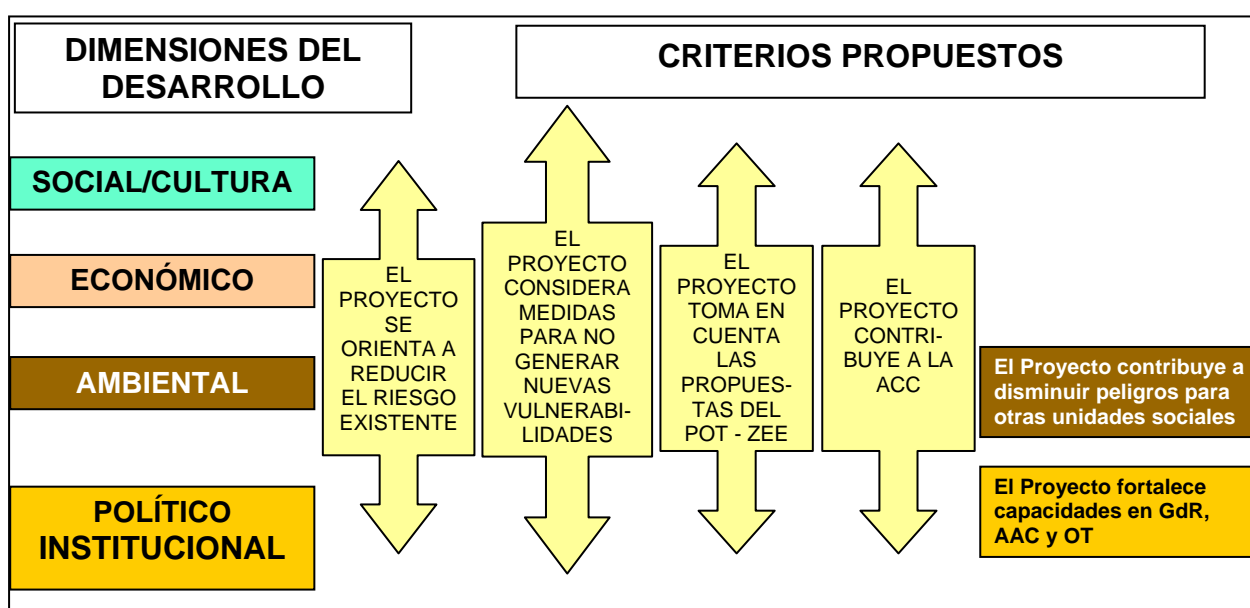 DIMENSIONES DEL
DESARROLLO
CRITERIOS PROPUESTOS
SOCIAL/CULTURA
ECONÓMICO
AMBIENTAL
POLÍTICO
INSTITUCIONAL
EL
PROYECTO
SE
ORIENTA A
REDUCIR
EL RIESGO
EXISTENTE
EL
PROYECTO
CONSIDERA
MEDIDAS
PARA NO
GENERAR
NUEVAS
VULNERABI-
LIDADES
EL
PROYECTO
TOMA EN
CUENTA
LAS
PROPUES-
TAS DEL
POT - ZEE
EL
PROYECTO
CONTRI-
BUYE A LA
ACC
El Proyecto contribuye a
disminuir peligros para
otras unidades sociales
El Proyecto fortalece
capacidades en GdR,
AAC y OT